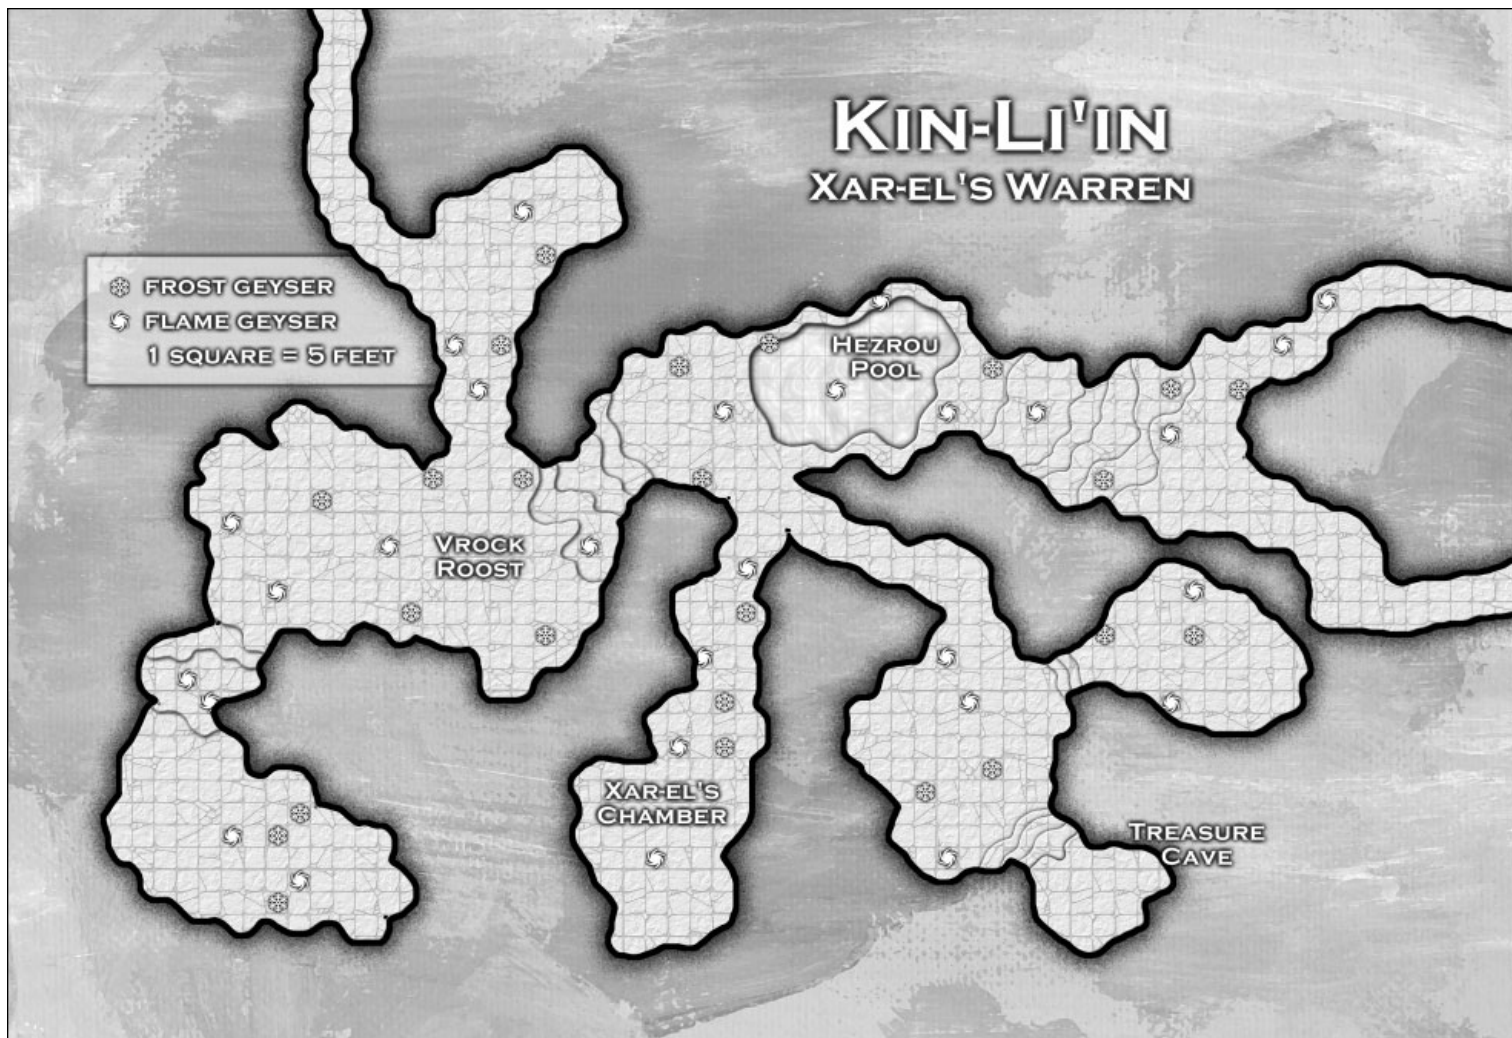 KIN-LI'IN
XAR-EL'S WARREN
FROST GEYSER
FLAME GEYSER
1 SQUARE = 5 FEET
HEZROU
POOL
VROCK
ROOST
XAR-EL'S
CHAMBER
TREASURE
CAVE